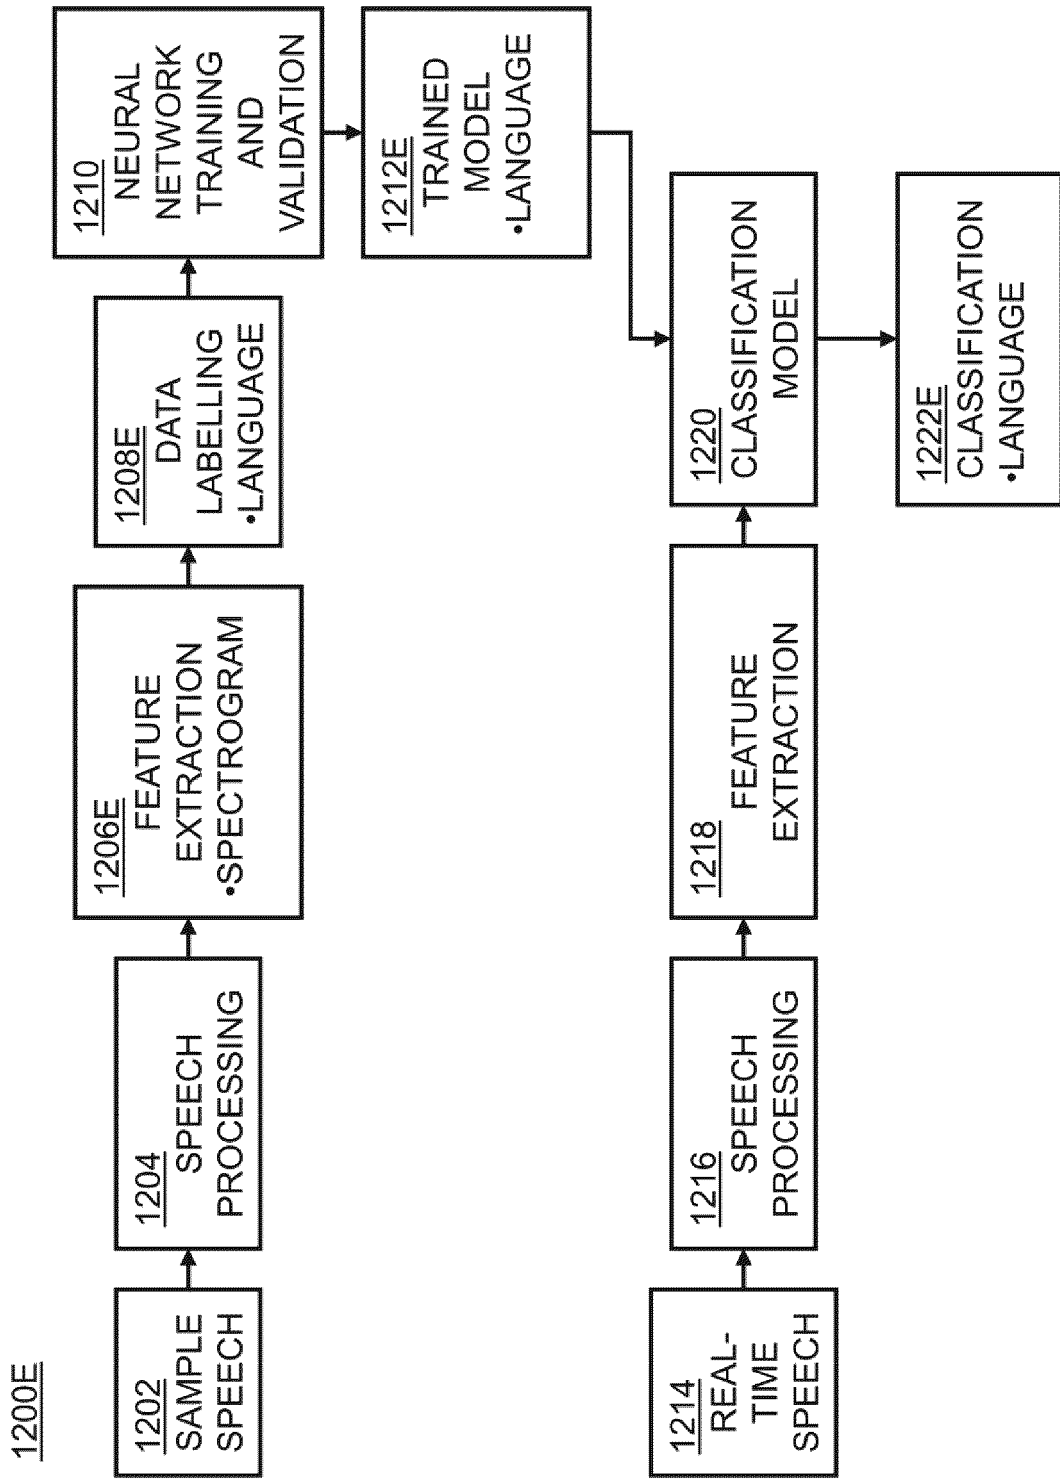 1200E
1202
SAMPLE
SPEECH
1204
SPEECH
PROCESSING
1206E
FEATURE
EXTRACTION
•SPECTROGRAM
1208E
DATA
LABELLING
•LANGUAGE
1210
NEURAL
NETWORK
TRAINING
AND
VALIDATION
1212E
TRAINED
MODEL
•LANGUAGE
1214
REAL-
TIME
SPEECH
1216
SPEECH
PROCESSING
1218
FEATURE
EXTRACTION
1220
CLASSIFICATION
MODEL
1222E
CLASSIFICATION
•LANGUAGE